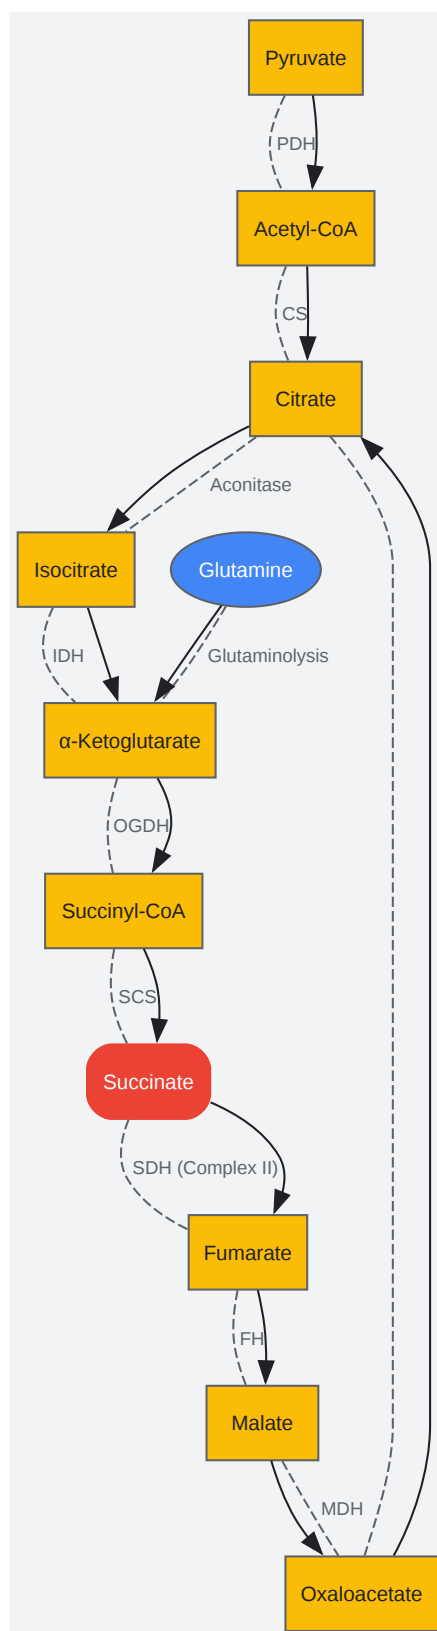 Pyruvate
PDH
Acetyl-CoA
CS
Citrate
Aconitase
Isocitrate
Glutamine
IDH
Glutaminolysis
α-Ketoglutarate
OGDH
Succinyl-CoA
SCS
Succinate
SDH (Complex II)
Fumarate
FH
Malate
MDH
Oxaloacetate